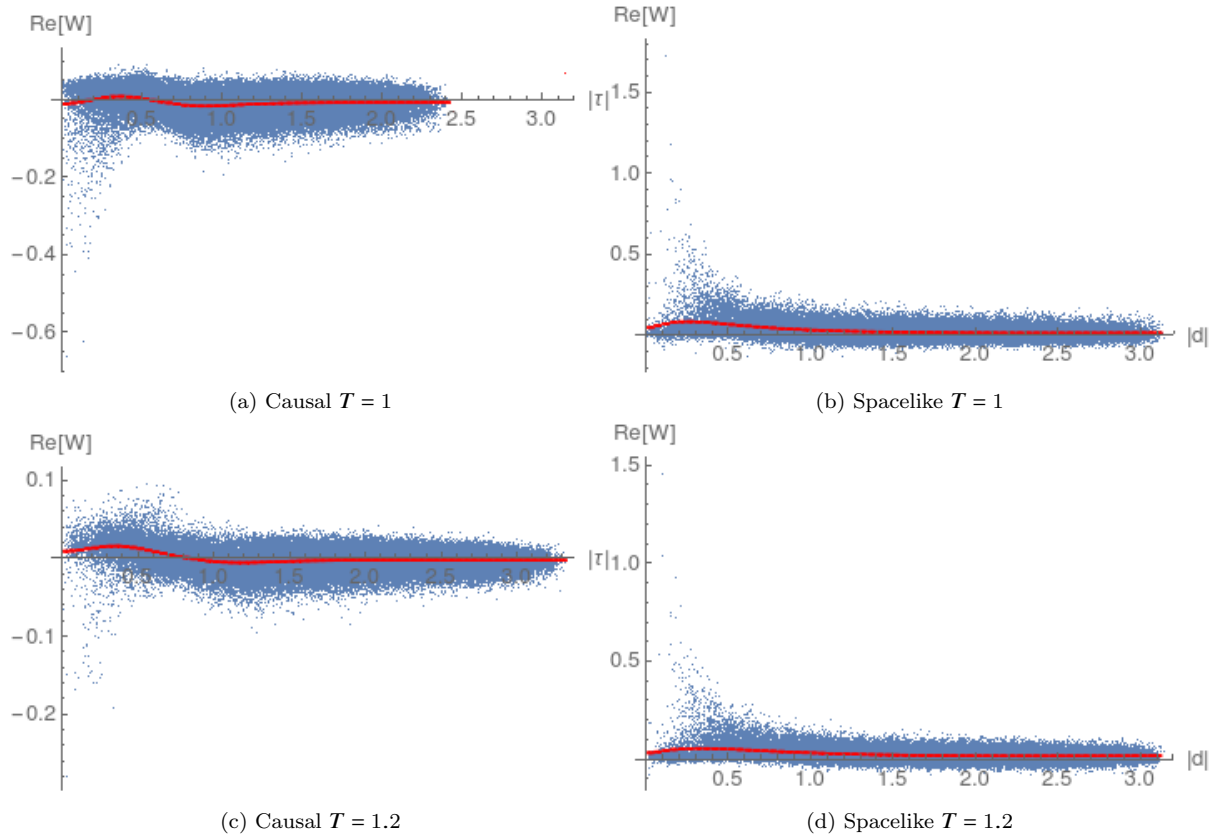 Re[W]
0.5 1.0 1.5 2.0 2.5 3.0 |τ|
−0.2
−0.4
−0.6
(a) Causal T = 1
Re[W]
1.5
1.0
0.5
0.5 1.0 1.5 2.0 2.5 3.0 |d|
(b) Spacelike T = 1
Re[W]
0.1
0.5 1.0 1.5 2.0 2.5 3.0 |τ|
−0.1
−0.2
(c) Causal T = 1.2
Re[W]
1.5
1.0
0.5
0.5 1.0 1.5 2.0 2.5 3.0 |d|
(d) Spacelike T = 1.2